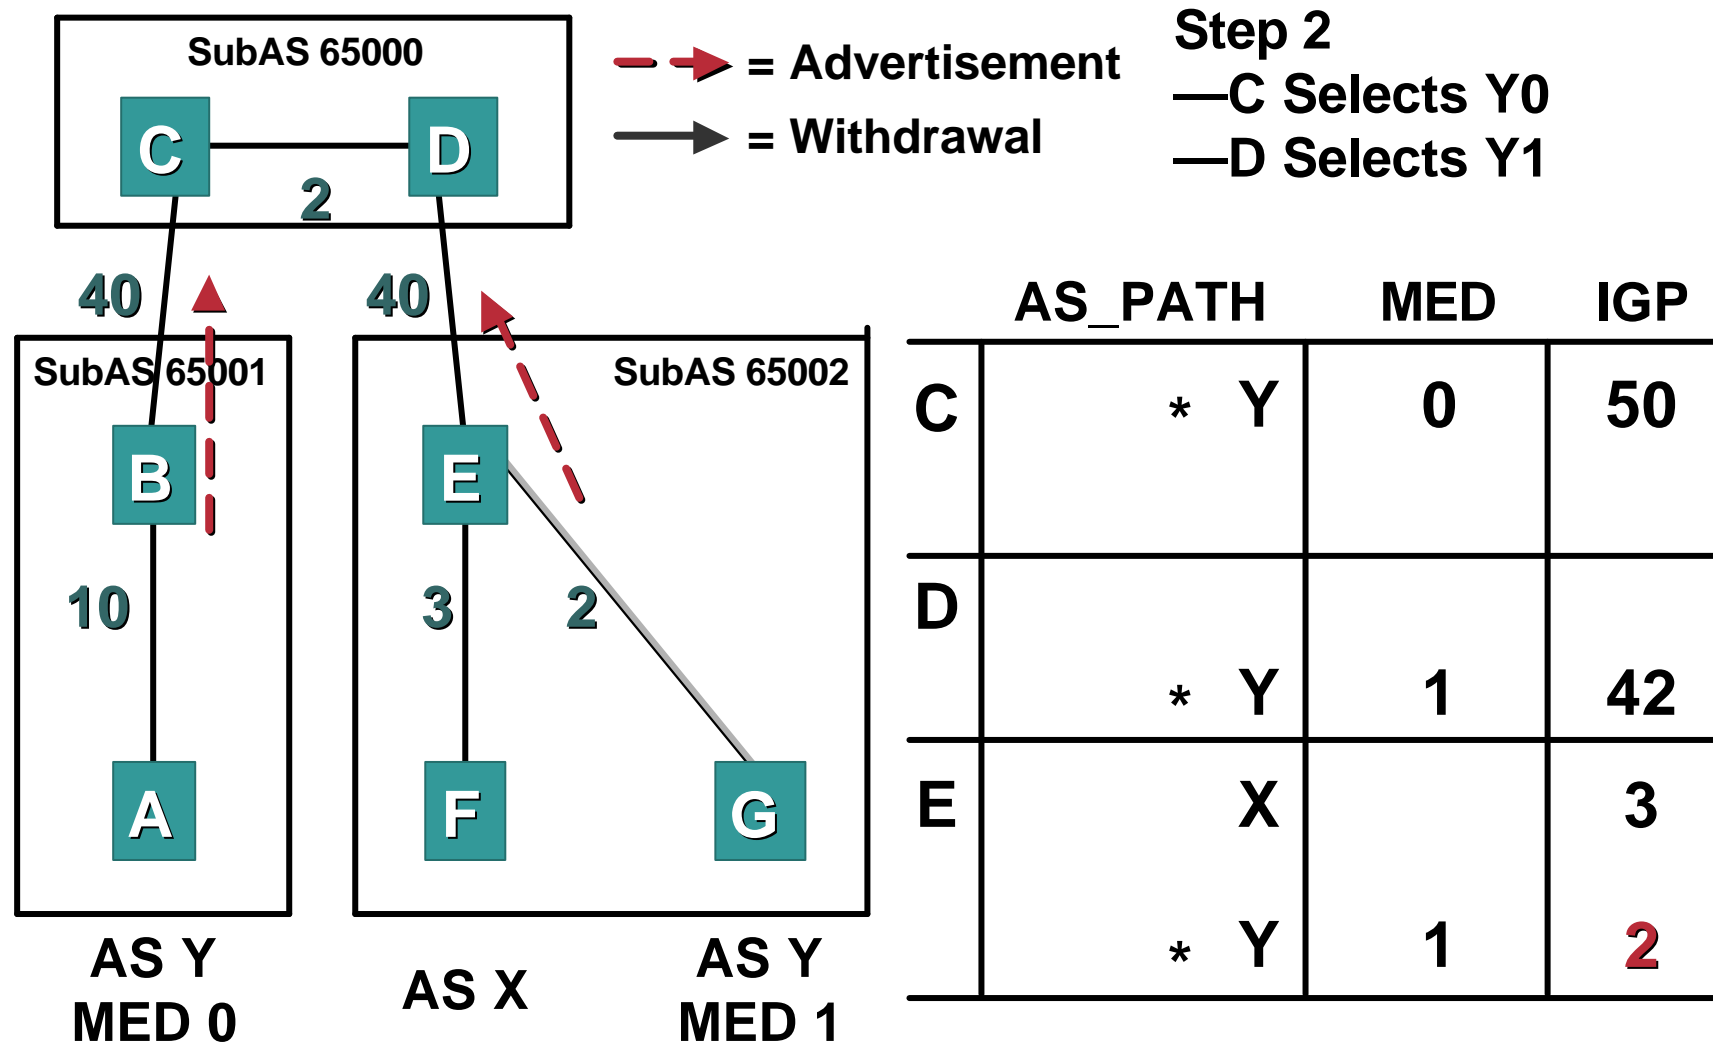 SubAS 65000
C
D
2
= Advertisement
= Withdrawal
Step 2
—C Selects Y0
—D Selects Y1
40
40
SubAS 65001
SubAS 65002
B
E
10
3
2
A
F
G
AS Y
MED 0
AS X
AS Y
MED 1
AS_PATH MED IGP
C * Y 0 50
D
* Y 1 42
E X 3
* Y 1 2